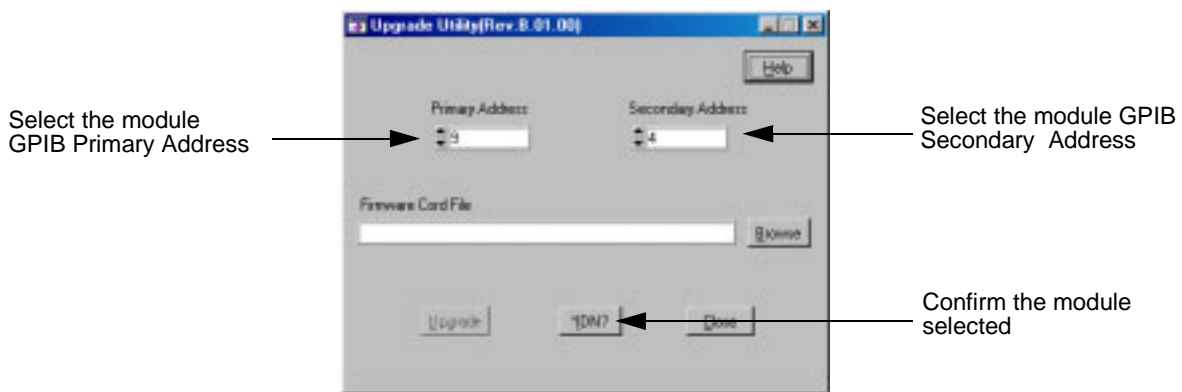 Upgrade Utility(Rev.B.01.00)
Help
Primary Address
Secondary Address
Select the module
GPIB Primary Address
9
4
Select the module GPIB
Secondary Address
Firmware Cord File
Browse
Upgrade
*IDN?
Close
Confirm the module
selected